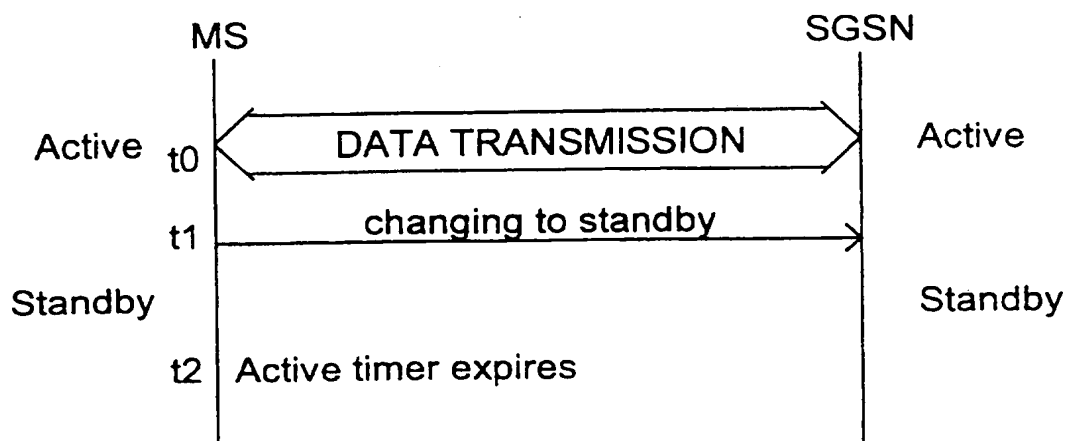 MS
SGSN
Active
t0
DATA TRANSMISSION
Active
t1
changing to standby
Standby
Standby
t2
Active timer expires